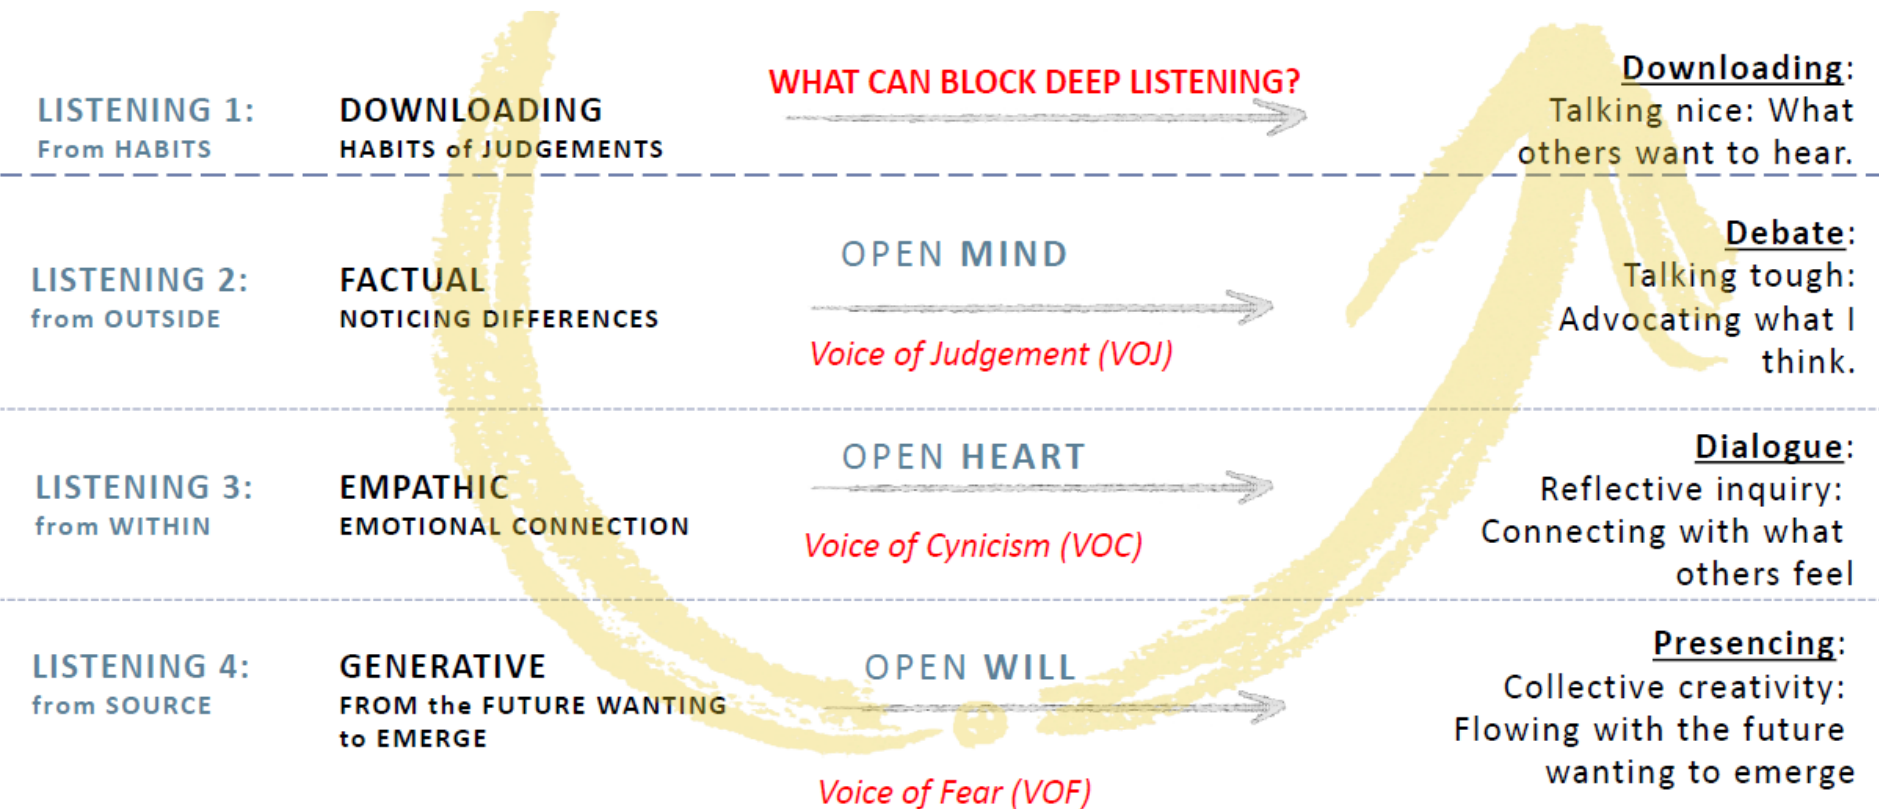 LISTENING 1:
From HABITS
DOWNLOADING
HABITS of JUDGEMENTS
WHAT CAN BLOCK DEEP LISTENING?
Downloading:
Talking nice: What
others want to hear.
LISTENING 2:
from OUTSIDE
FACTUAL
NOTICING DIFFERENCES
OPEN MIND
Voice of Judgement (VOJ)
Debate:
Talking tough:
Advocating what I
think.
LISTENING 3:
from WITHIN
EMPATHIC
EMOTIONAL CONNECTION
OPEN HEART
Voice of Cynicism (VOC)
Dialogue:
Reflective inquiry:
Connecting with what
others feel
LISTENING 4:
from SOURCE
GENERATIVE
FROM the FUTURE WANTING
to EMERGE
OPEN WILL
Voice of Fear (VOF)
Presencing:
Collective creativity:
Flowing with the future
wanting to emerge